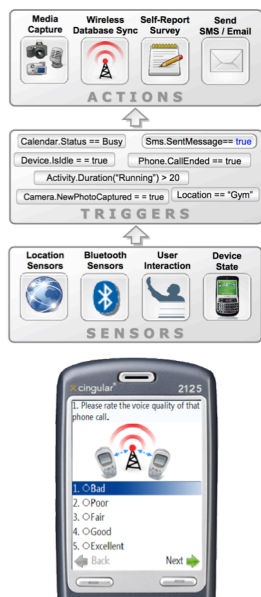 Media Capture
Wireless Database Sync
Self-Report Survey
Send SMS / Email
ACTIONS
Calendar.Status == Busy
Sms.SentMessage== true
Device.IsIdle = = true
Phone.CallEnded == true
Activity.Duration("Running") > 20
Camera.NewPhotoCaptured = = true
Location == "Gym"
TRIGGERS
Location Sensors
Bluetooth Sensors
User Interaction
Device State
SENSORS
cingular
2125
1. Please rate the voice quality of that
phone call.
1. Bad
2. Poor
3. Fair
4. Good
5. Excellent
Back
Next